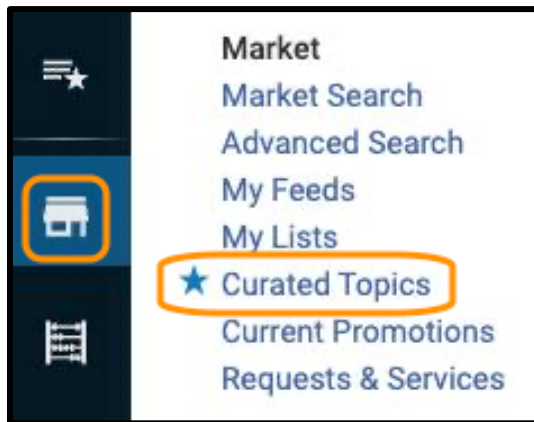 Market
Market Search
Advanced Search
My Feeds
My Lists
Curated Topics
Current Promotions
Requests & Services